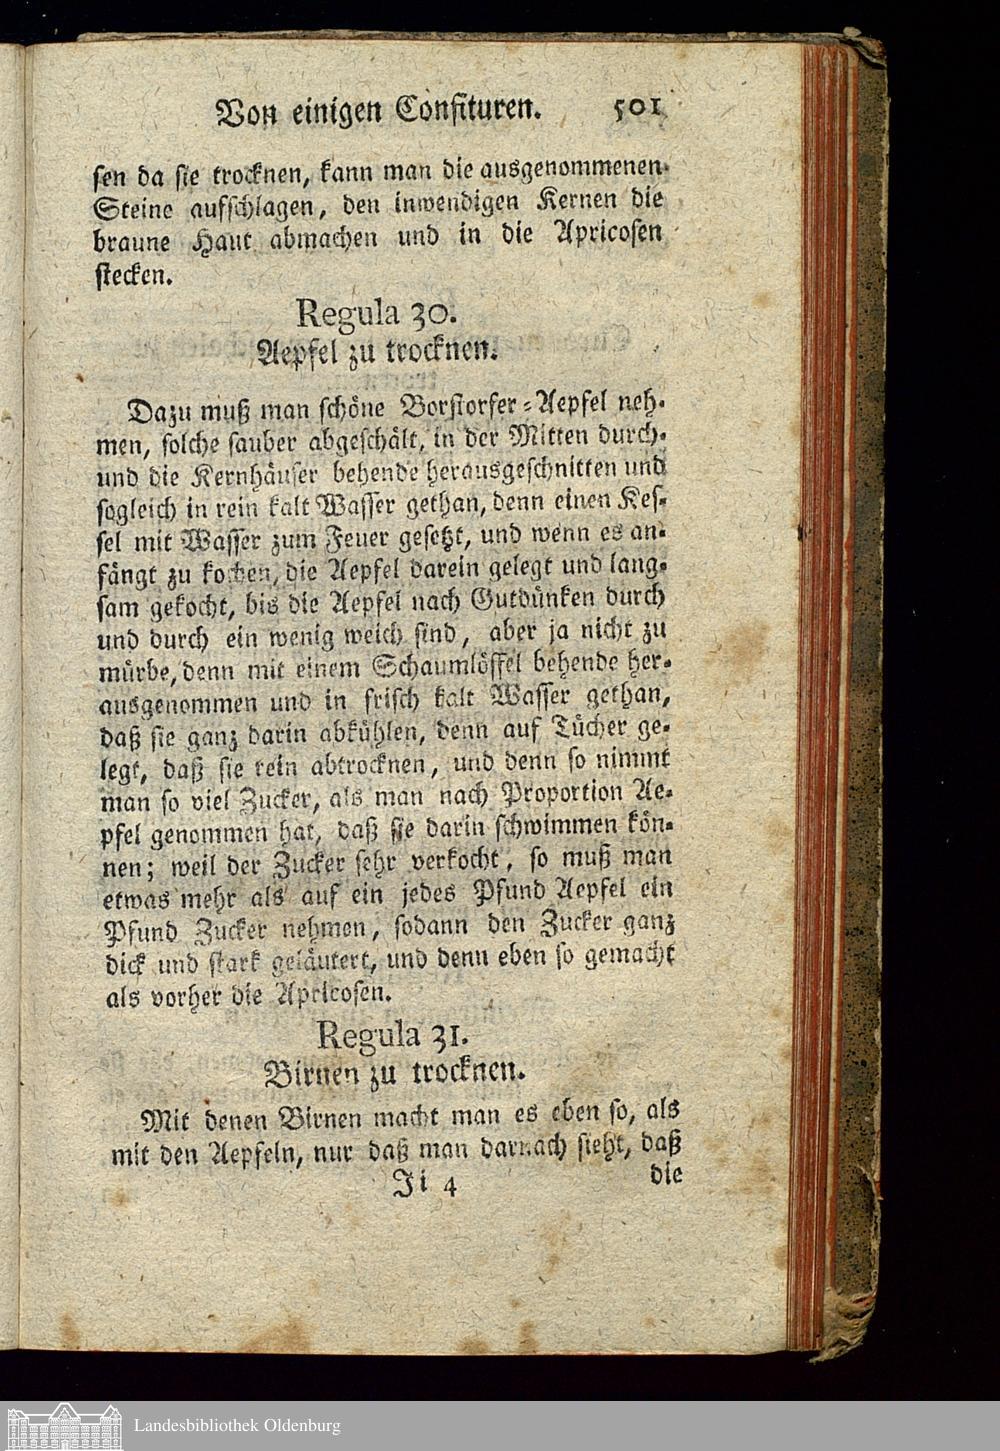 Von einigen Confituren. 501
sen da sie trocknen, kann man die ausgenommenen
Steine aufschlagen, den inwendigen Kernen die
braune Haut abmachen und in die Apricosen
stecken.
Regula 30.
Aepfel zu trocknen.
Dazu muß man schöne Borstorfer-Aepfel neh-
men, solche sauber abgeschält, in der Mitten durch-
und die Kernhäuser behende herausgeschnitten und
sogleich in rein kalt Wasser gethan, denn einen Kes-
sel mit Wasser zum Feuer gesetzt, und wenn es an-
fängt zu kochen, die Aepfel darein gelegt und lang-
sam gekocht, bis die Aepfel nach Gutdünken durch
und durch ein wenig weich sind, aber ja nicht zu
mürbe, denn mit einem Schaumlöffel behende her-
ausgenommen und in frisch kalt Wasser gethan,
daß sie ganz darin abkühlen, denn auf Tücher ge-
legt, daß sie rein abtrocknen, und denn so nimmt
man so viel Zucker, als man nach Proportion Ae-
pfel genommen hat, daß sie darin schwimmen kön-
nen; weil der Zucker sehr verkocht, so muß man
etwas mehr als auf ein jedes Pfund Aepfel ein
Pfund Zucker nehmen, sodann den Zucker ganz
dick und stark geläutert, und denn eben so gemacht
als vorher die Apricosen.
Regula 31.
Birnen zu trocknen.
Mit denen Birnen macht man es eben so, als
mit den Aepfeln, nur daß man darnach sieht, daß
Ji 4 die
Landesbibliothek Oldenburg